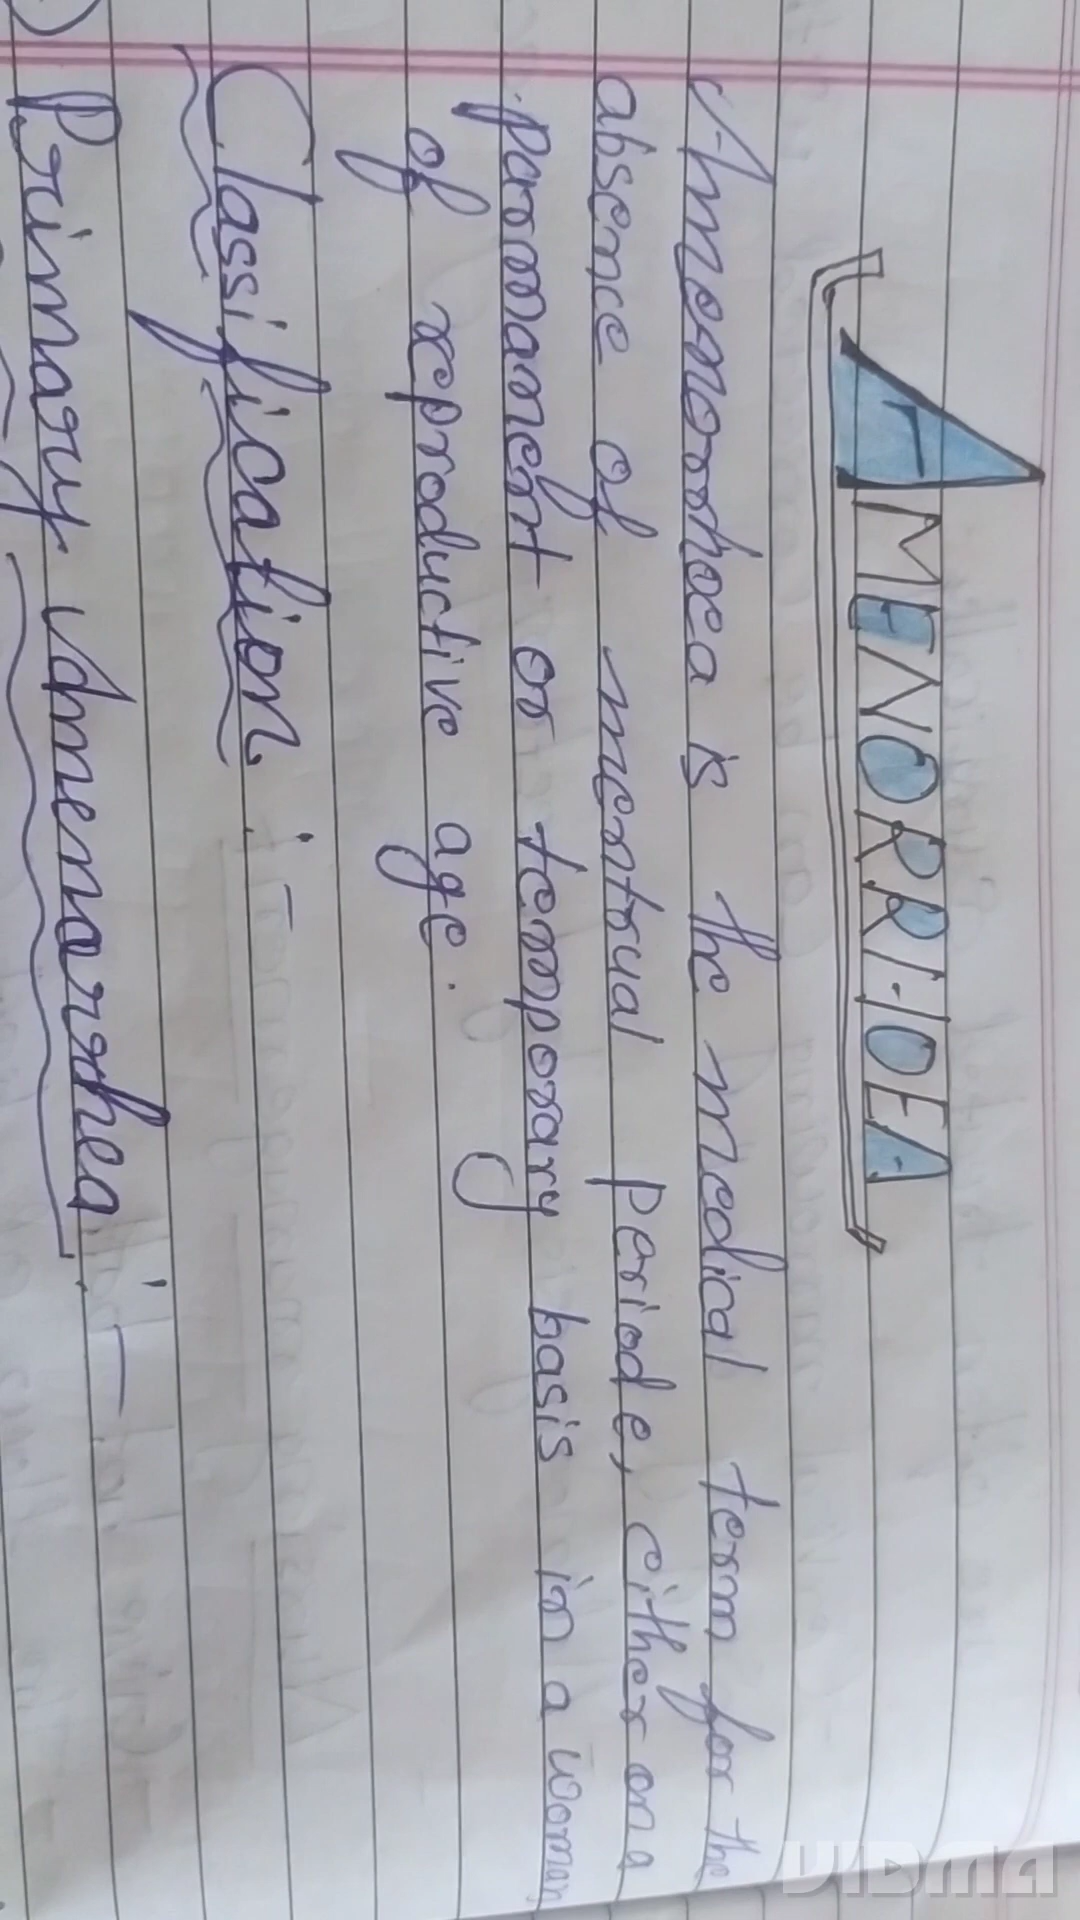 AMENORRHOEA
Amenorrhoea is the medical term for the
absence of menstrual periode, either on a
parmanent or temporary basis in a woman
of reproductive age.
Classification :-
Primary Amenorrhea :-
VIDMA